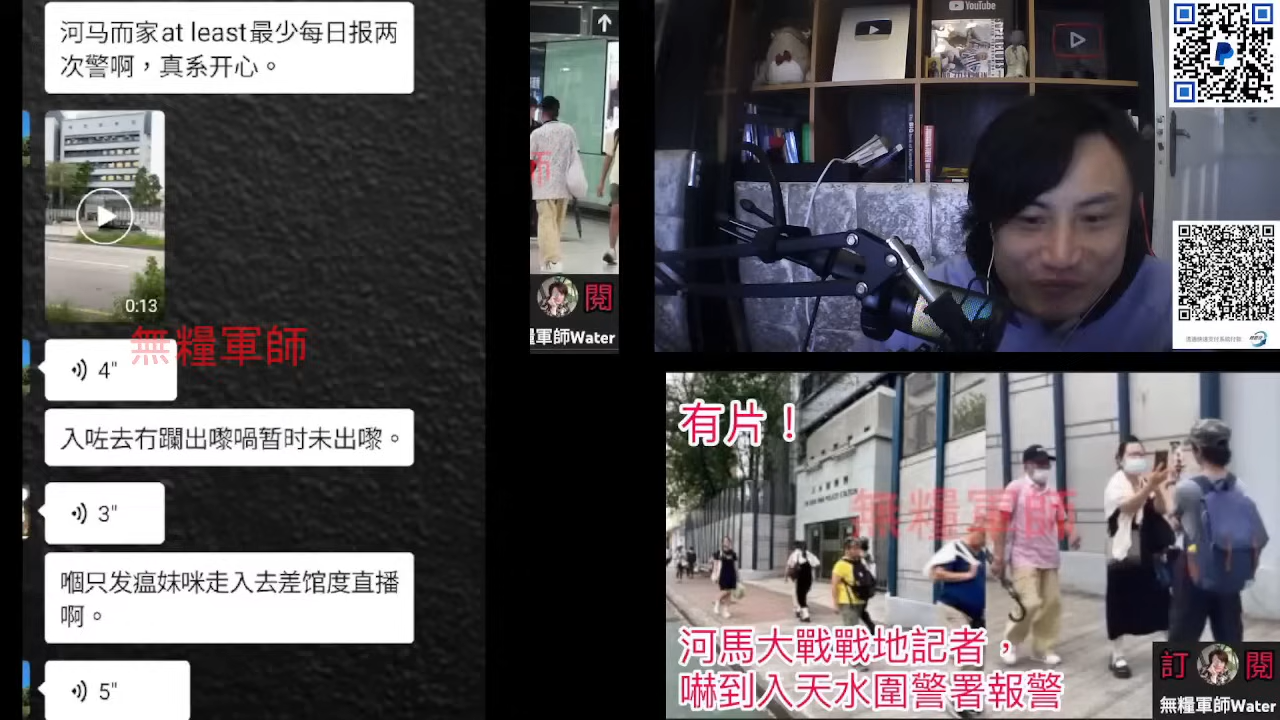 河马而家at least最少每日报两
次警啊，真系开心。
0:13
無糧軍師
4"
入咗去冇躝出嚟喎暂时未出嚟。
3"
嗰只发瘟妹咪走入去差馆度直播
啊。
5"
師
閱
軍師Water
YouTube
有片！
無糧軍師
河馬大戰戰地記者，
嚇到入天水圍警署報警
訂
閱
無糧軍師Water